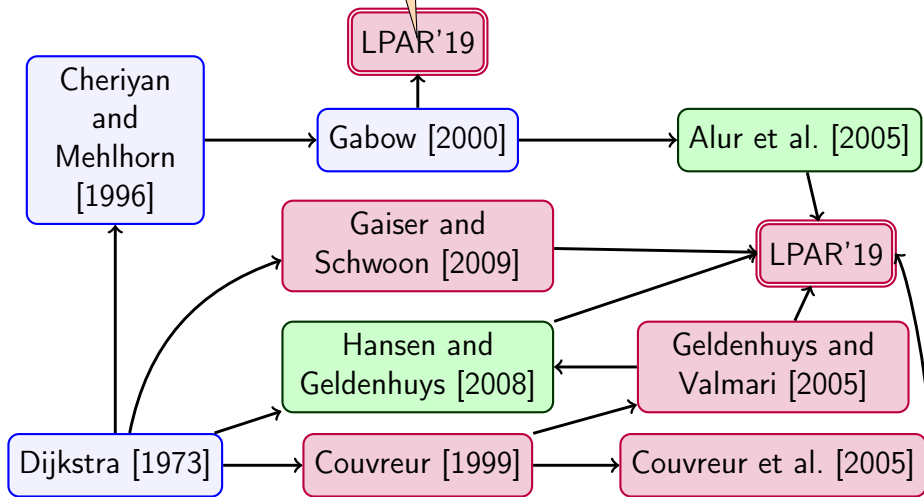 LPAR'19
Cheriyan
and
Mehlhorn
[1996]
Gabow [2000]
Alur et al. [2005]
Gaiser and
Schwoon [2009]
LPAR'19
Hansen and
Geldenhuys [2008]
Geldenhuys and
Valmari [2005]
Dijkstra [1973]
Couvreur [1999]
Couvreur et al. [2005]